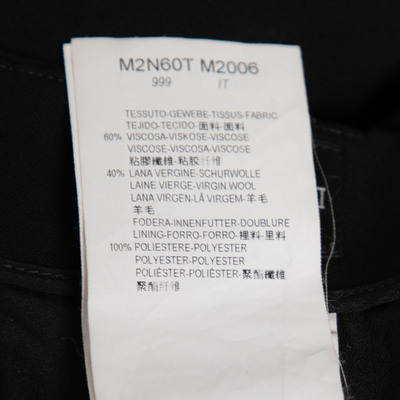 M2N60T M2006
999 IT
TESSUTO-GEWEBE-TISSUS-FABRIC
TEJIDO-TECIDO-面料-面料
60% VISCOSA-VISKOSE-VISCOSE
VISCOSE-VISCOSA-VISCOSE
粘膠纖維-粘胶纤维
40% LANA VERGINE-SCHURWOLLE
LAINE VIERGE-VIRGIN WOOL
LANA VIRGEN-LÃ VIRGEM-羊毛
羊毛
FODERA-INNENFUTTER-DOUBLURE
LINING-FORRO-FORRO-裡料-里料
100% POLIESTERE-POLYESTER
POLYESTER-POLYESTER
POLIÉSTER-POLIÉSTER-聚酯纖維
聚酯纤维